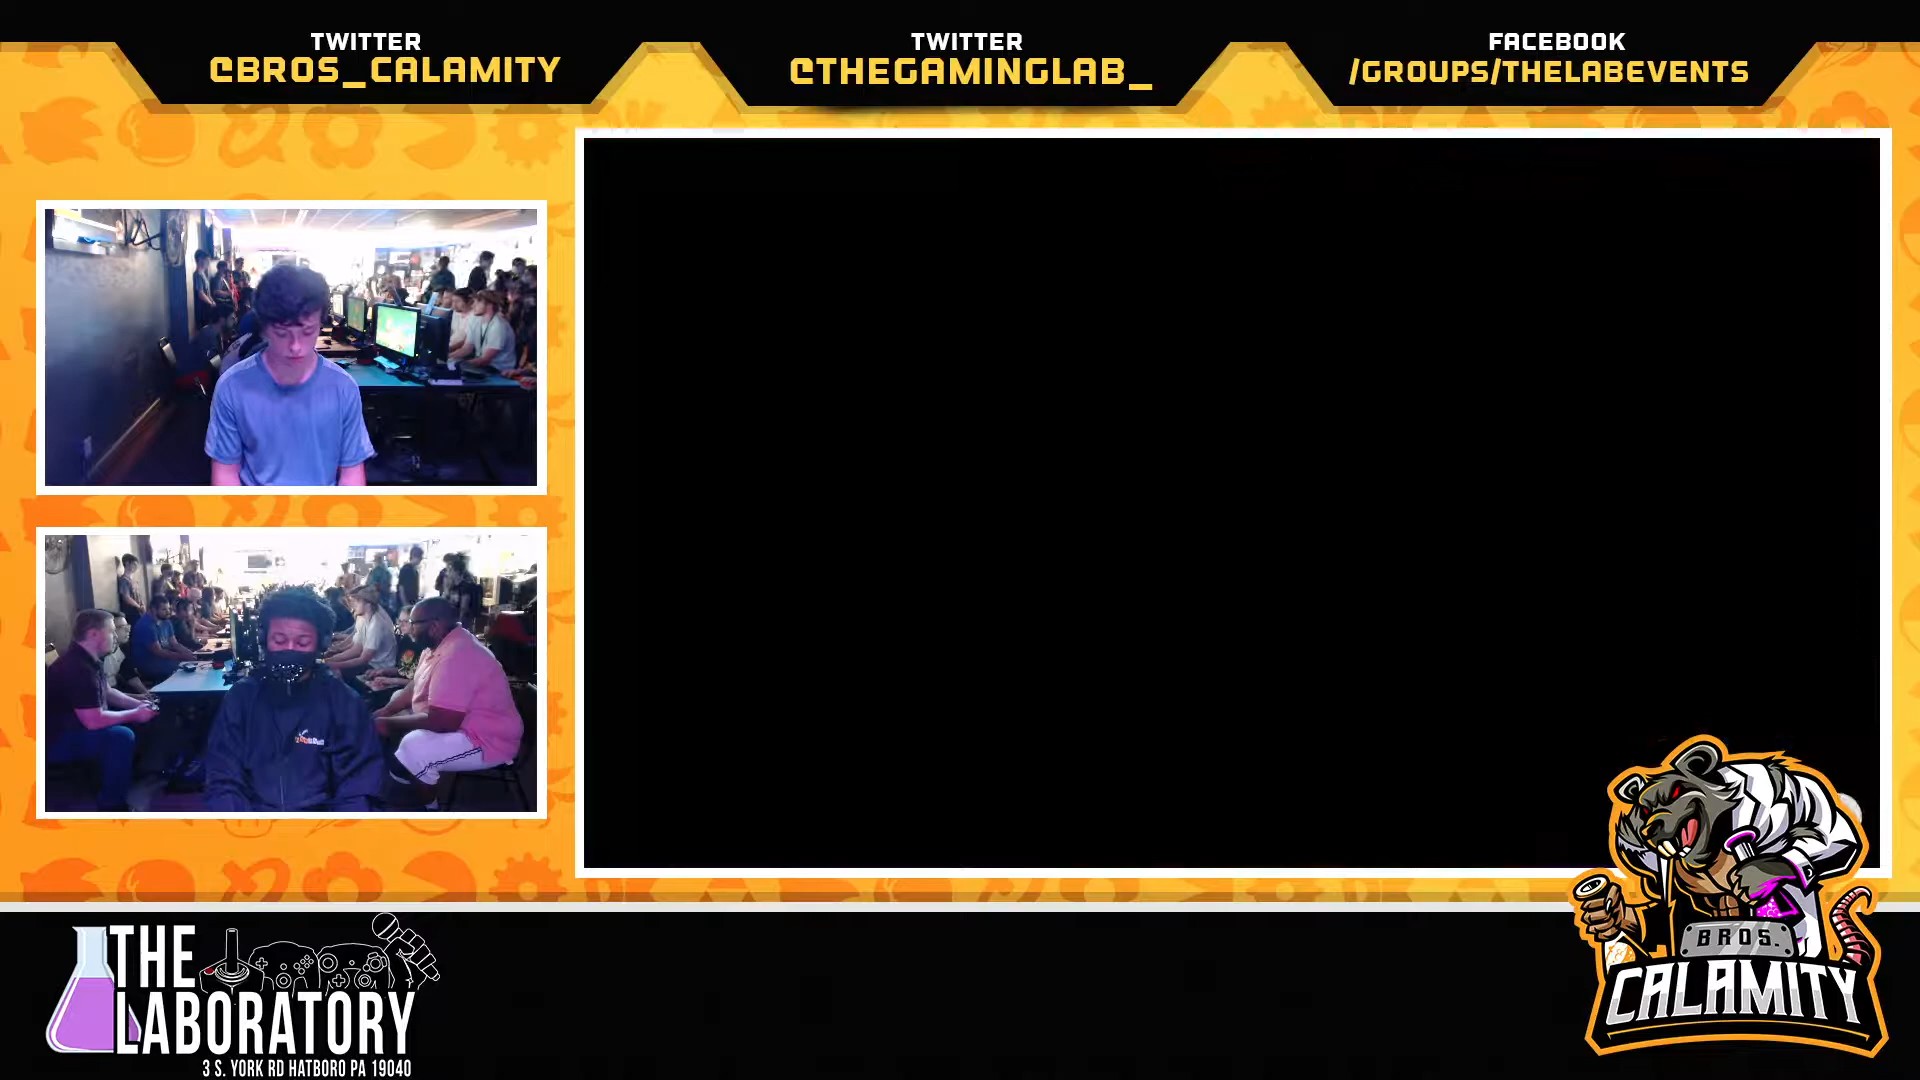 TWITTER
@BROS_CALAMITY
TWITTER
@THEGAMINGLAB_
FACEBOOK
/GROUPS/THELABEVENTS
THE
LABORATORY
3 S. YORK RD HATBORO PA 19040
BROS.
CALAMITY